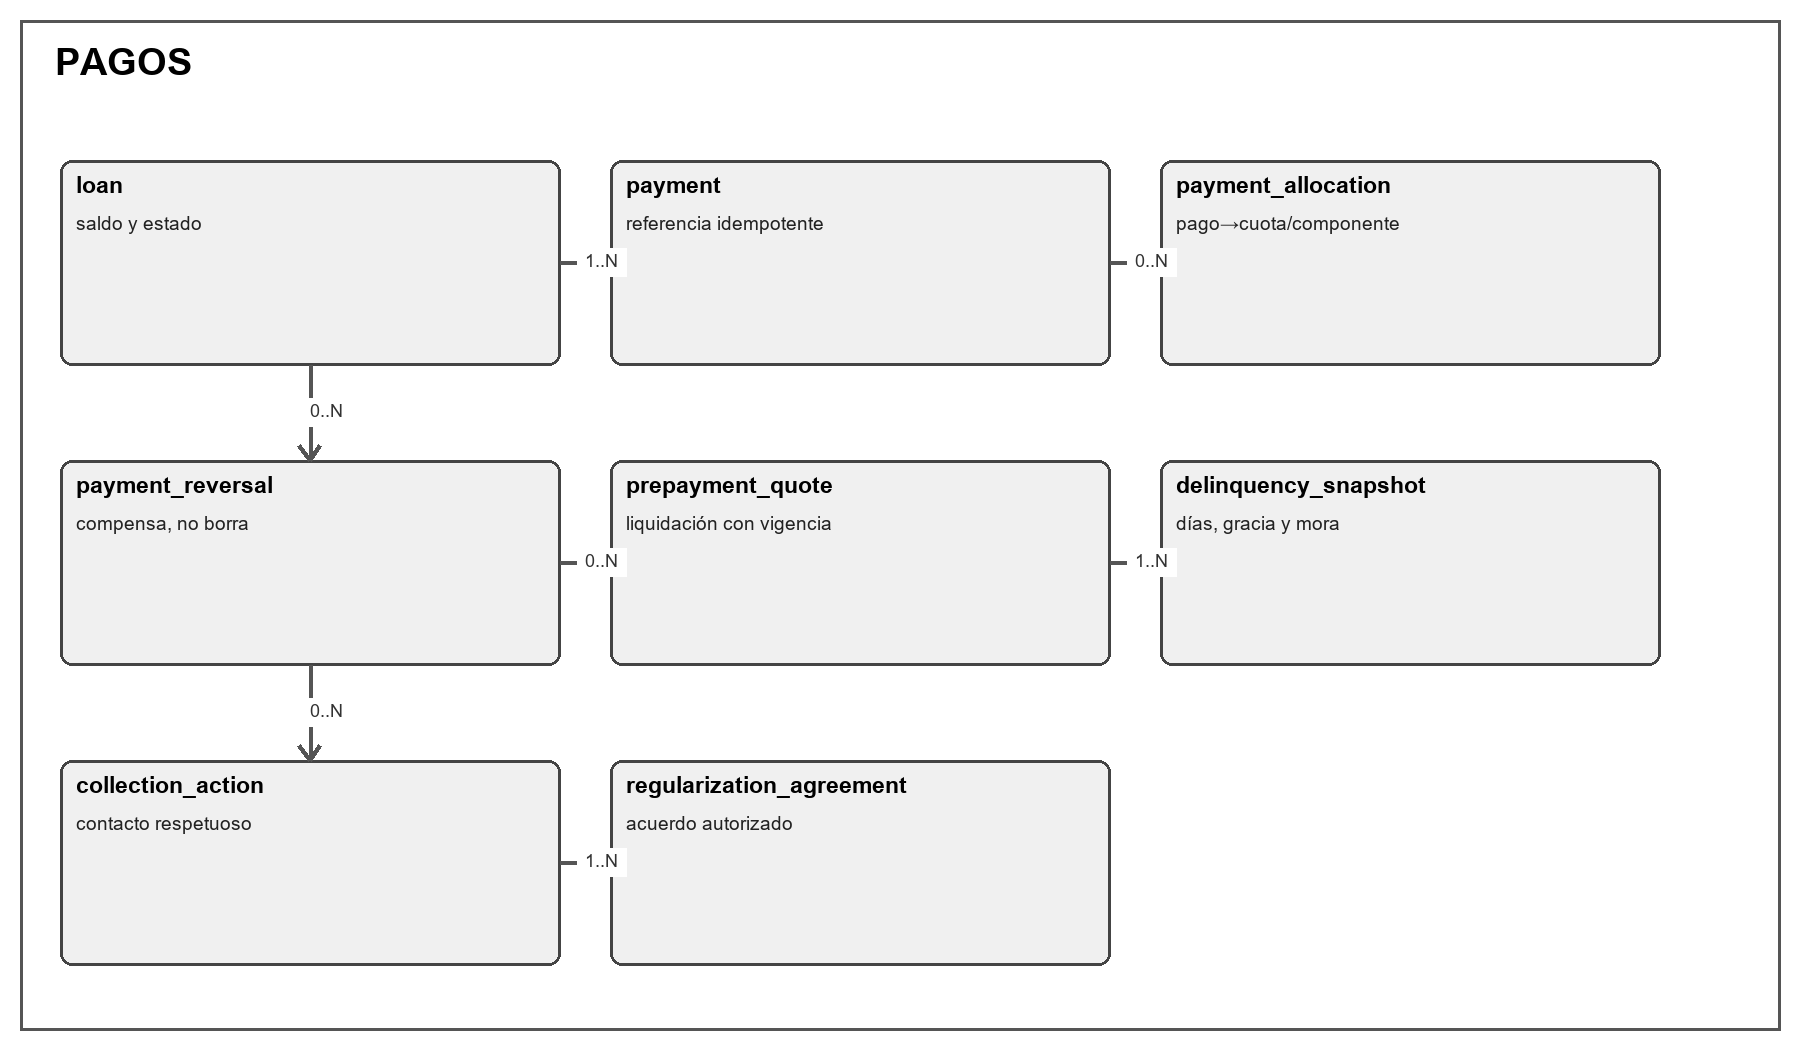 PAGOS
loan
saldo y estado
1..N
payment
referencia idempotente
0..N
payment_allocation
pago→cuota/componente
0..N
payment_reversal
compensa, no borra
0..N
prepayment_quote
liquidación con vigencia
1..N
delinquency_snapshot
días, gracia y mora
0..N
collection_action
contacto respetuoso
1..N
regularization_agreement
acuerdo autorizado